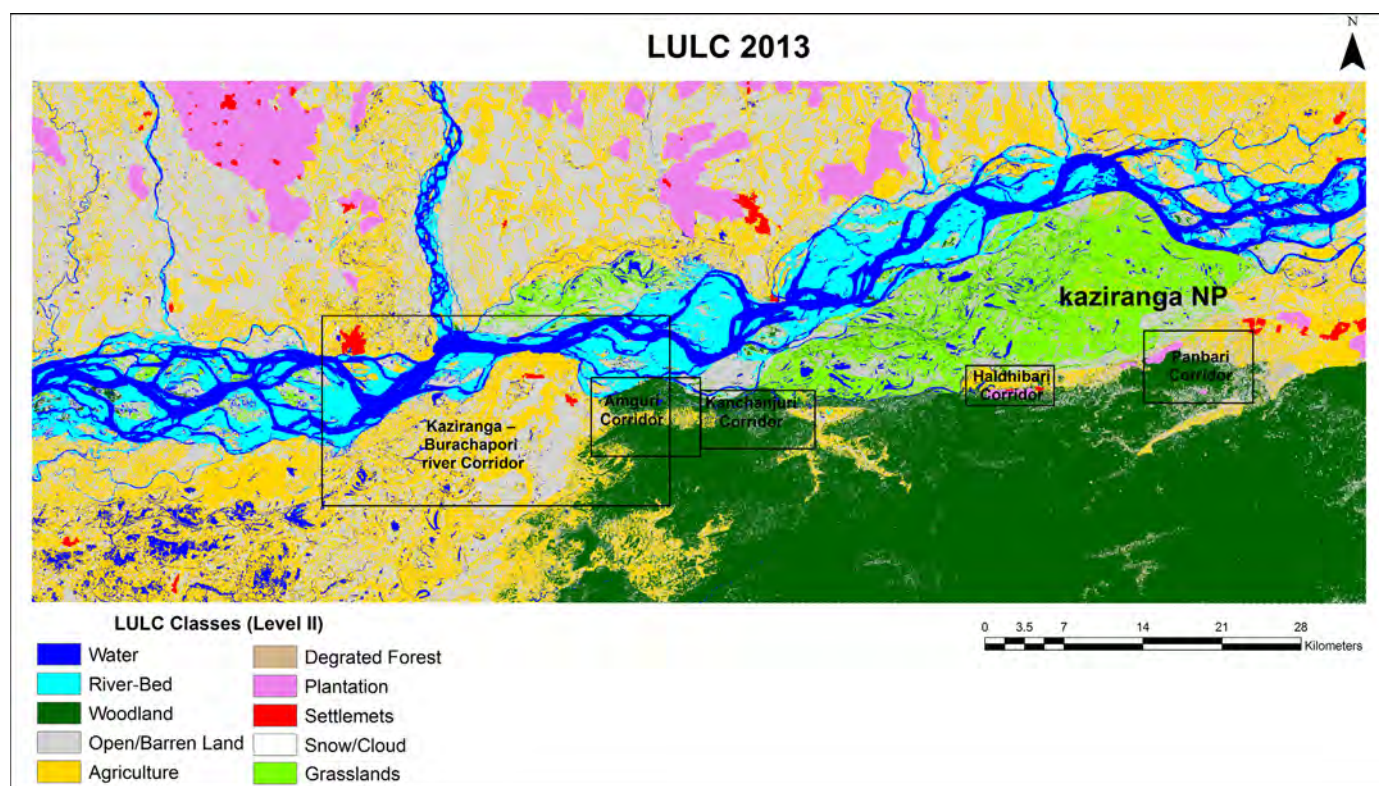 N
LULC 2013
kaziranga NP
Panbari
Corridor
Haldhibari
Corridor
Amguri
Corridor
Kanchanjuri
Corridor
Kaziranga –
Burachapori
river Corridor
LULC Classes (Level II)
Water
River-Bed
Woodland
Open/Barren Land
Agriculture
Degrated Forest
Plantation
Settlemets
Snow/Cloud
Grasslands
0 3.5 7 14 21 28
Kilometers